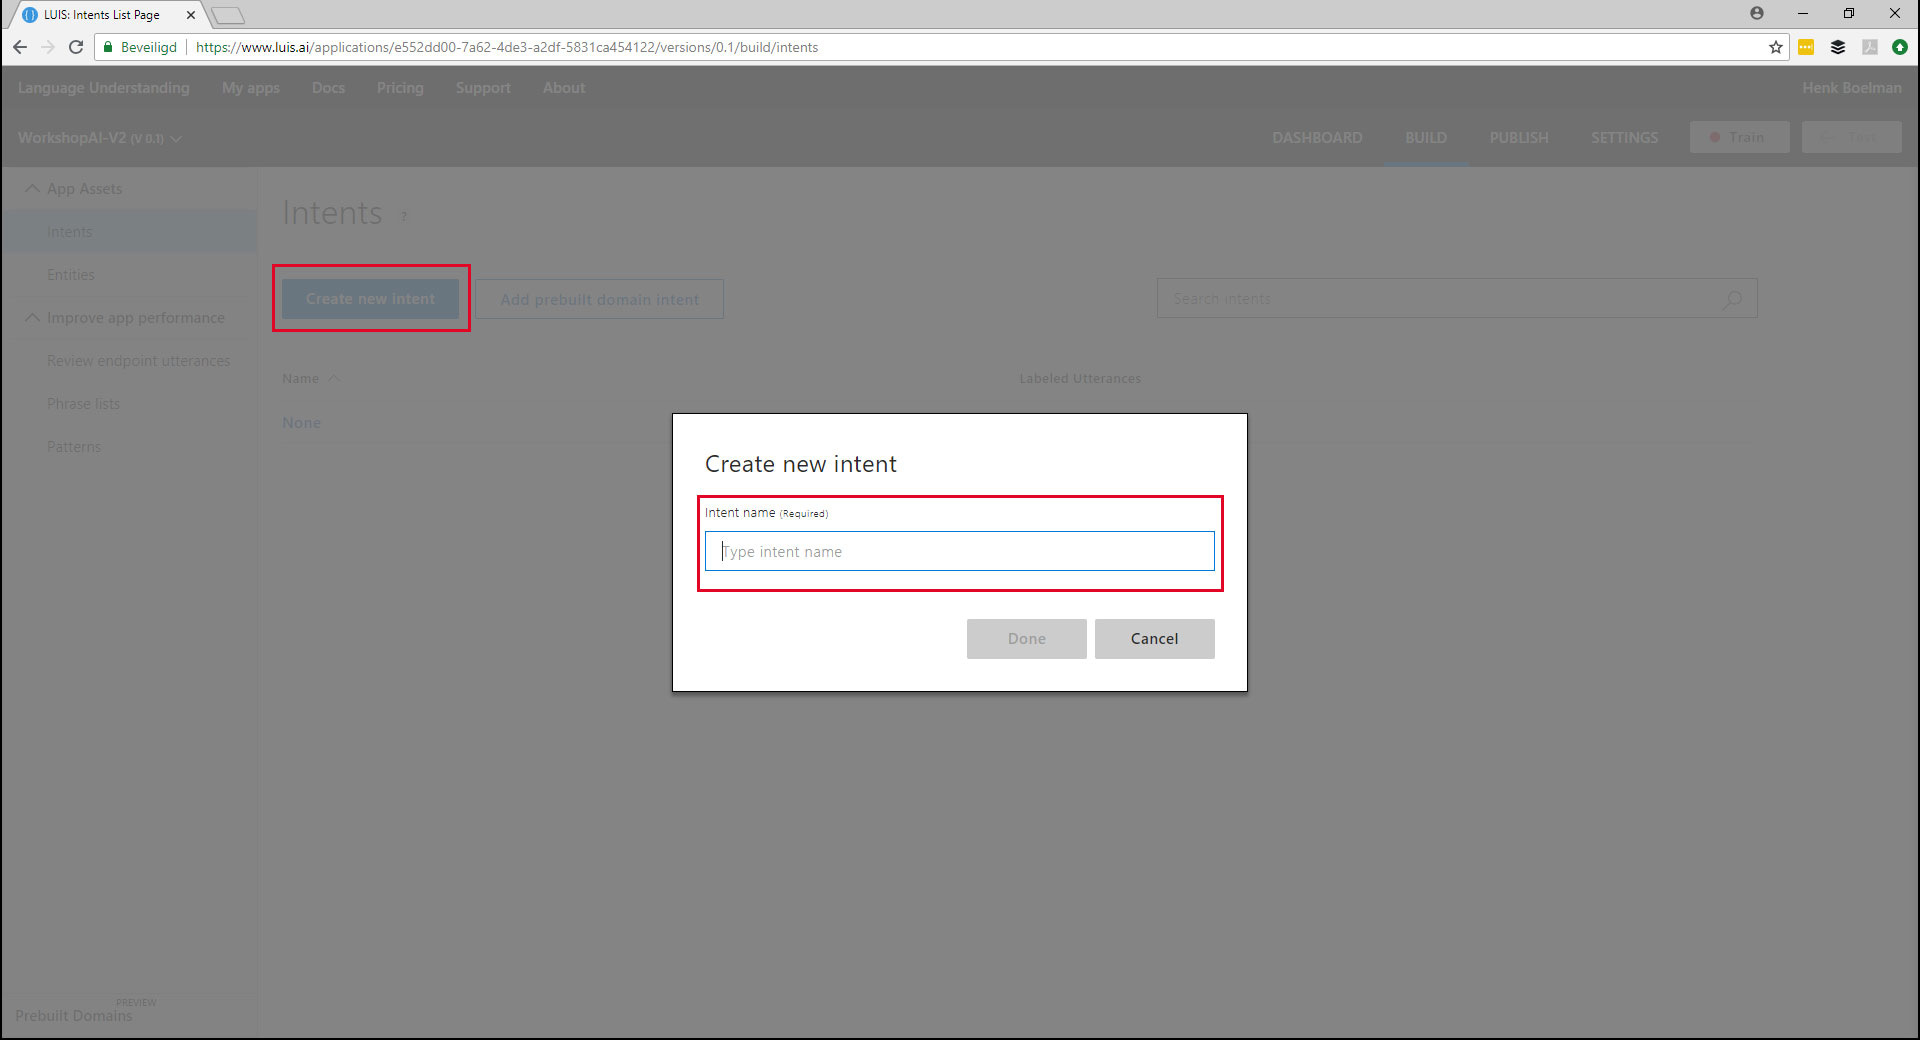 LUIS: Intents List Page
Beveiligd
https://www.luis.ai/applications/e552dd00-7a62-4de3-a2df-5831ca454122/versions/0.1/build/intents
Language Understanding My apps Docs Pricing Support About Henk Boelman
WorkshopAI-V2 (V 0.1) DASHBOARD BUILD PUBLISH SETTINGS Train Test
App Assets
Intents
Entities
Improve app performance
Review endpoint utterances
Phrase lists
Patterns
PREVIEW
Prebuilt Domains
Intents ?
Create new intent Add prebuilt domain intent Search intents
Name Labeled Utterances
None
Create new intent
Intent name (Required)
Type intent name
Done Cancel